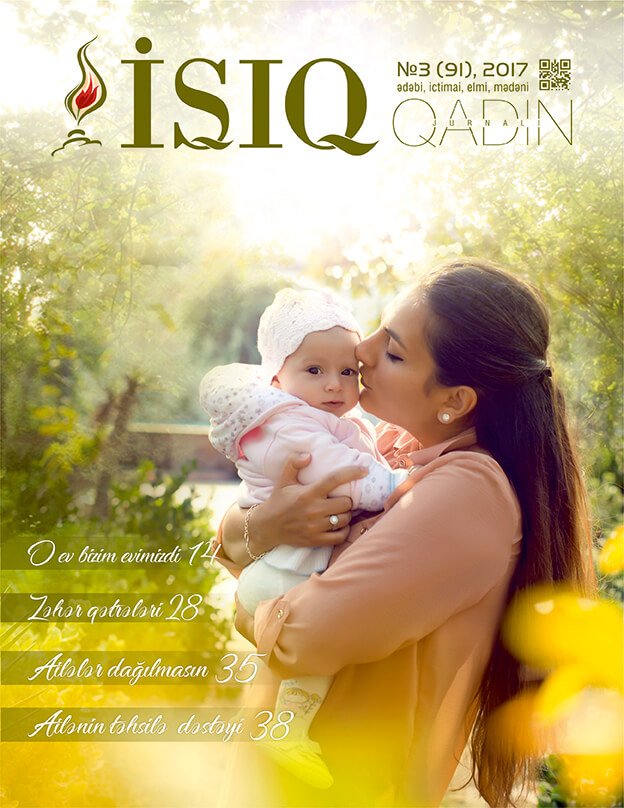 İŞIQ
№3 (91), 2017
ədəbi, ictimai, elmi, mədəni
QADIN
JURNALI
O ev bizim evimizdi 14
Zəhər qətrələri 28
Ailələr dağılmasın 35
Ailənin təhsilə dəstəyi 38